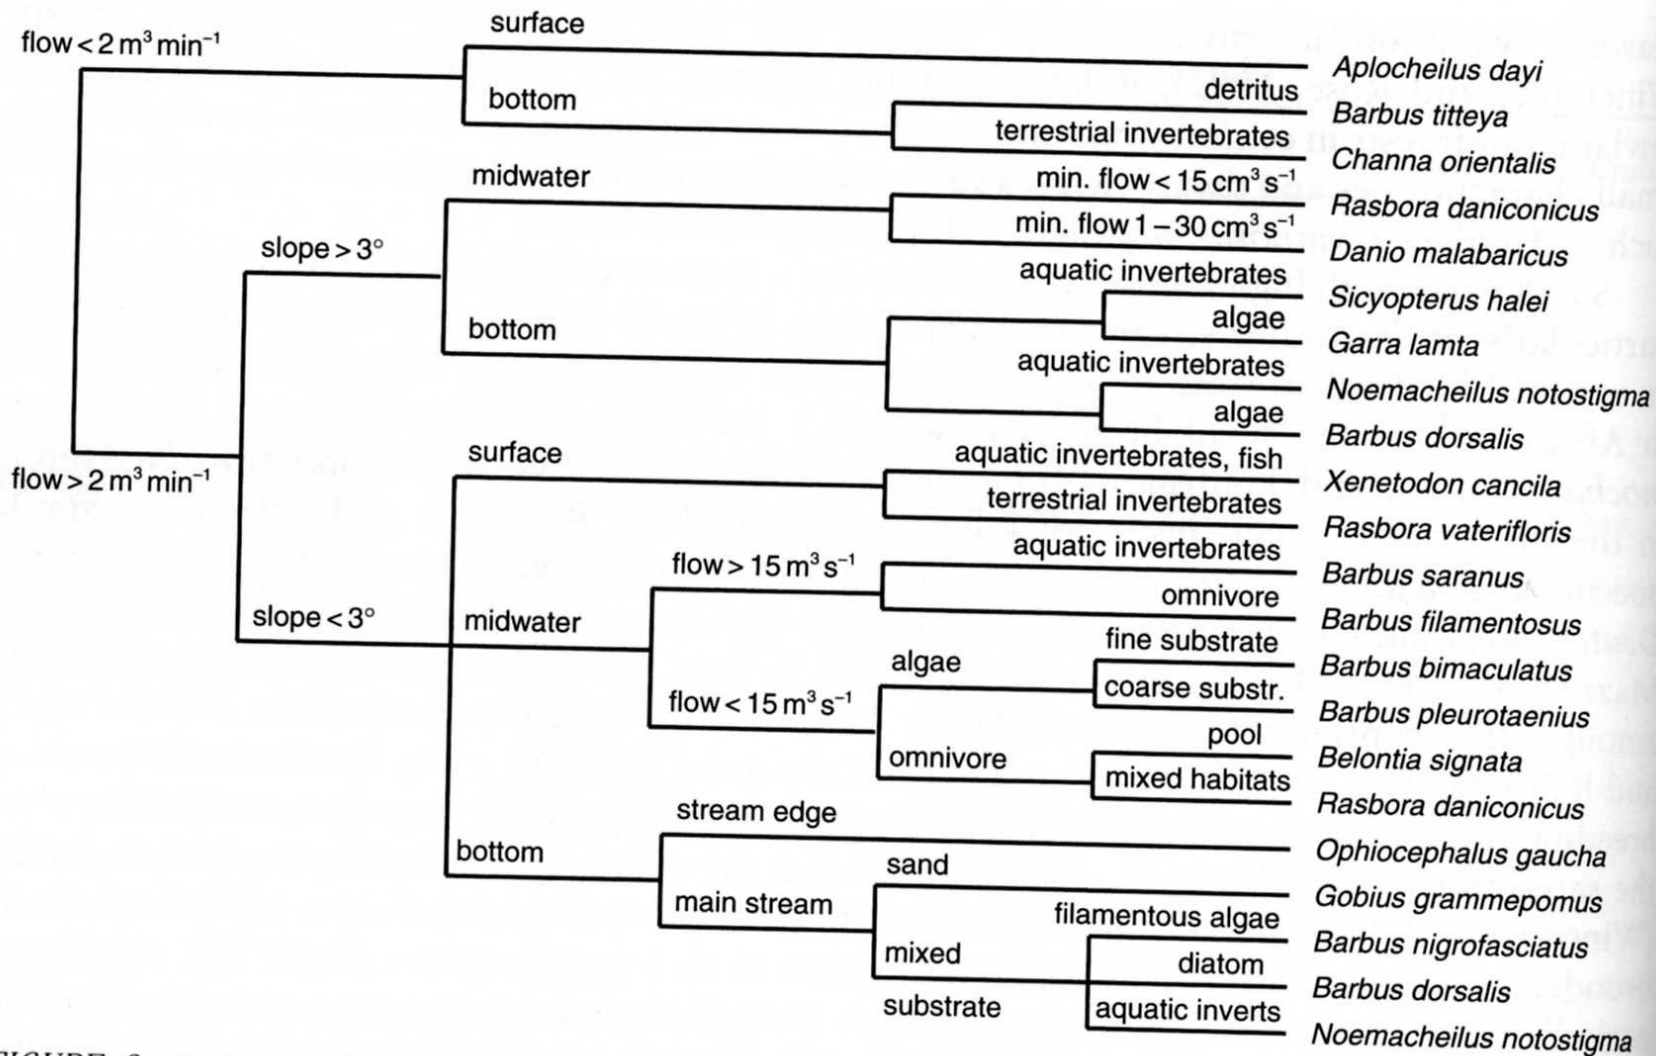 surface
flow < 2 m³ min⁻¹
Aplocheilus dayi
detritus
bottom
Barbus titteya
terrestrial invertebrates
Channa orientalis
midwater
min. flow < 15 cm³ s⁻¹
Rasbora daniconicus
min. flow 1 – 30 cm³ s⁻¹
slope > 3°
Danio malabaricus
aquatic invertebrates
Sicyopterus halei
algae
bottom
Garra lamta
aquatic invertebrates
Noemacheilus notostigma
algae
Barbus dorsalis
surface
aquatic invertebrates, fish
flow > 2 m³ min⁻¹
Xenetodon cancila
terrestrial invertebrates
Rasbora vaterifloris
aquatic invertebrates
flow > 15 m³ s⁻¹
Barbus saranus
omnivore
slope < 3°
midwater
Barbus filamentosus
fine substrate
algae
Barbus bimaculatus
coarse substr.
flow < 15 m³ s⁻¹
Barbus pleurotaenius
pool
omnivore
Belontia signata
mixed habitats
Rasbora daniconicus
stream edge
bottom
Ophiocephalus gaucha
sand
main stream
Gobius grammepomus
filamentous algae
Barbus nigrofasciatus
mixed
diatom
Barbus dorsalis
substrate
aquatic inverts
Noemacheilus notostigma